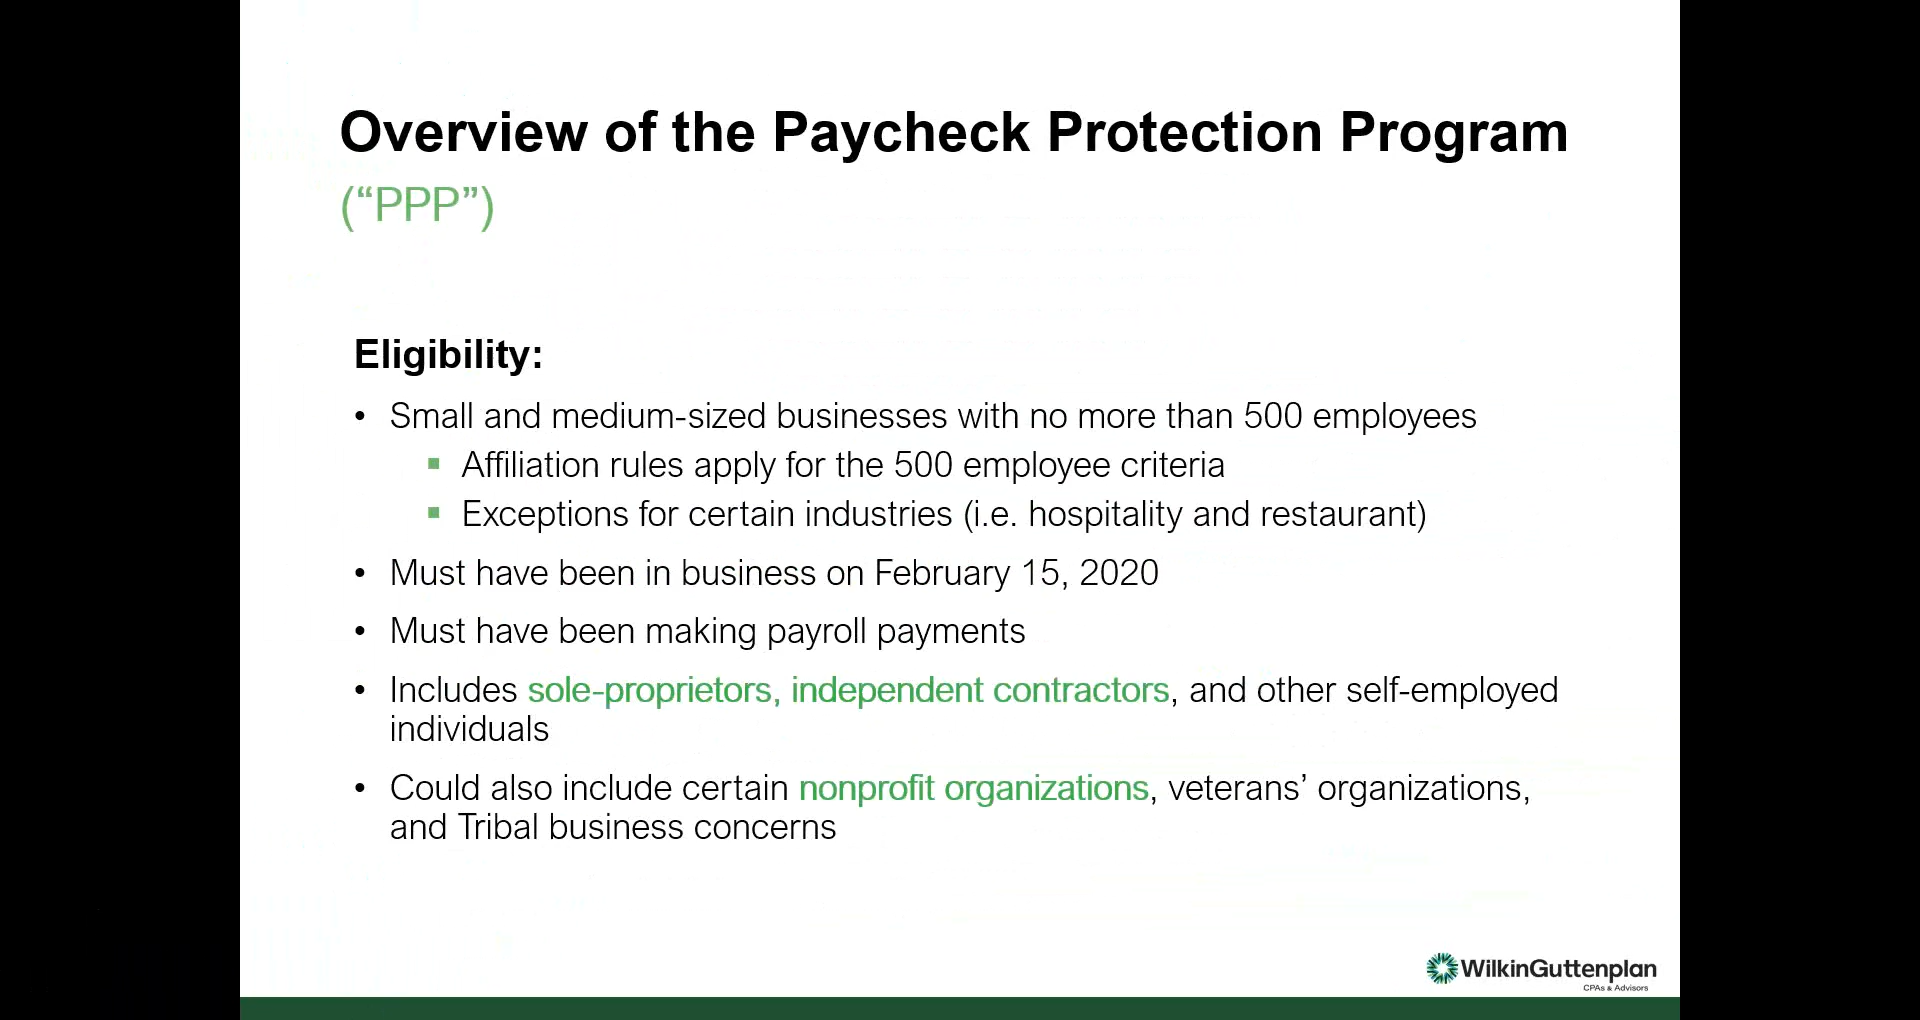 Overview of the Paycheck Protection Program
(“PPP”)
Eligibility:
• Small and medium-sized businesses with no more than 500 employees
▪ Affiliation rules apply for the 500 employee criteria
▪ Exceptions for certain industries (i.e. hospitality and restaurant)
• Must have been in business on February 15, 2020
• Must have been making payroll payments
• Includes sole-proprietors, independent contractors, and other self-employed
individuals
• Could also include certain nonprofit organizations, veterans’ organizations,
and Tribal business concerns
WilkinGuttenplan
CPAs & Advisors